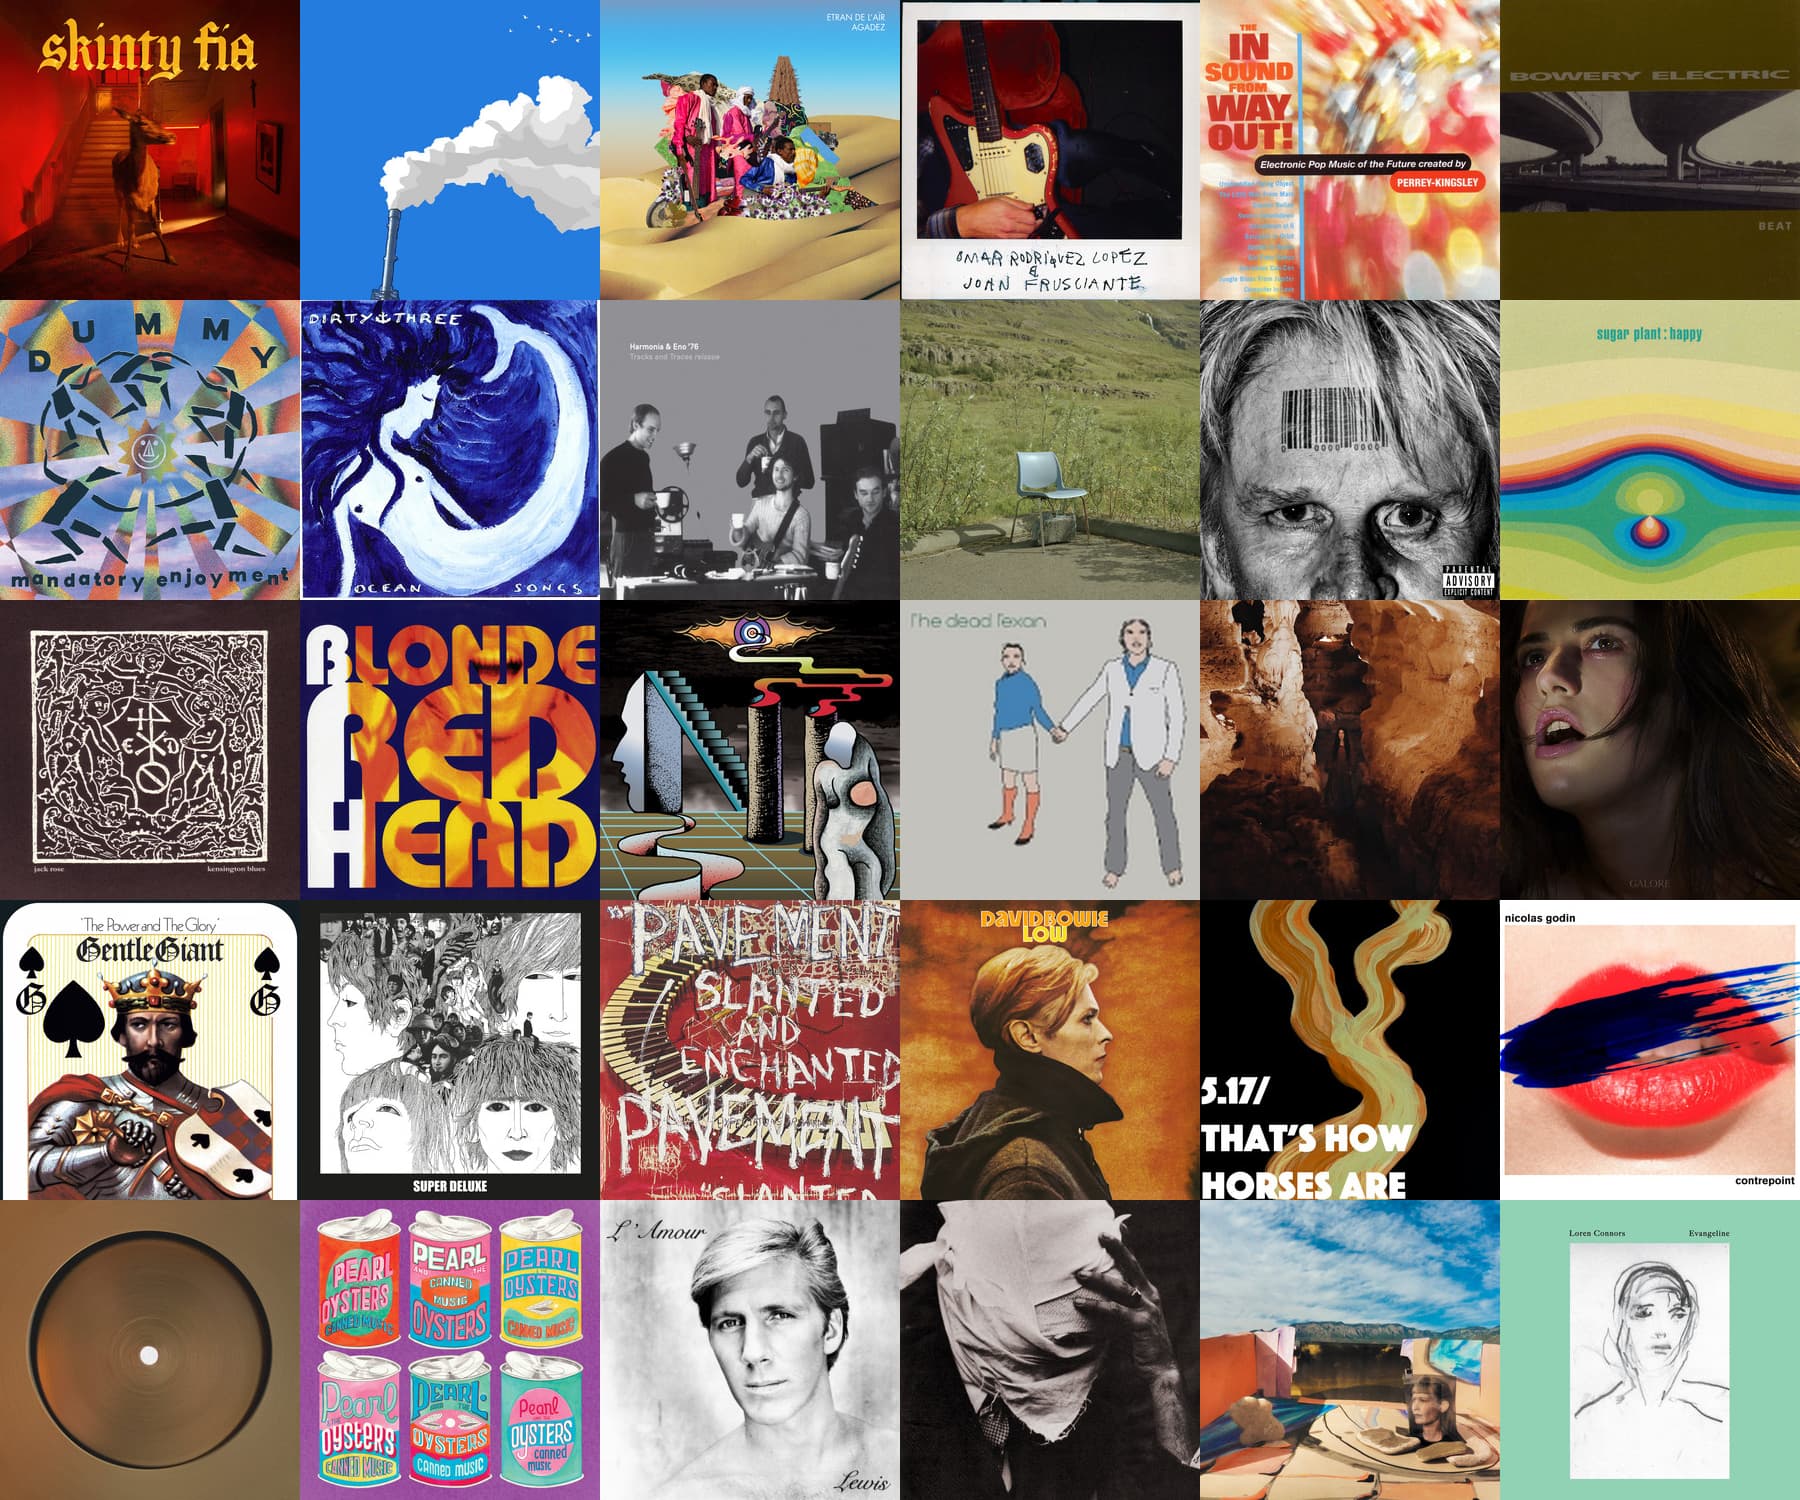 skinty fia
ETRAN DE L'AÏR
AGADEZ
OMAR RODRIGUEZ LOPEZ
&
JOHN FRUSCIANTE
THE
IN
SOUND
FROM
WAY
OUT!
Electronic Pop Music of the Future created by
PERREY-KINGSLEY
BOWERY ELECTRIC
BEAT
DUMMY
mandatory enjoyment
DIRTY THREE
OCEAN SONGS
Harmonia & Eno '76
Tracks and Traces reissue
PARENTAL
ADVISORY
EXPLICIT CONTENT
sugar plant : happy
jack rose
kensington blues
BLONDE
RED
HEAD
The dead Texan
GALORE
'The Power and The Glory'
Gentle Giant
G
G
SUPER DELUXE
"PAVEMENT
SLANTED
AND
ENCHANTED
PAVEMENT
"SLANTED
DAVID BOWIE
LOW
5.17/
THAT'S HOW
HORSES ARE
nicolas godin
contrepoint
PEARL
OYSTERS
CANNED MUSIC
PEARL
AND THE
CANNED
MUSIC
OYSTERS
PEARL
OYSTERS
CANNED MUSIC
Pearl
OYSTERS
CANNED MUSIC
PEARL
AND THE
OYSTERS
CANNED MUSIC
Pearl
OYSTERS
canned
music
L'Amour
Lewis
Loren Connors
Evangeline